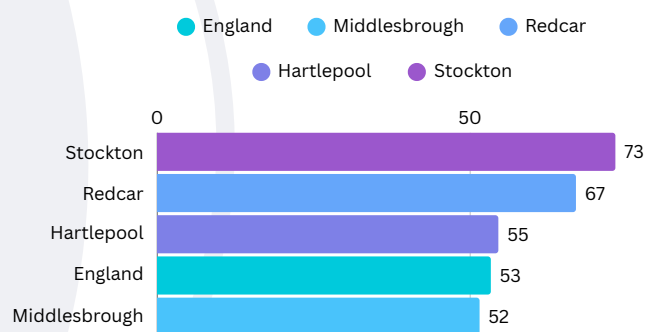 England Middlesbrough Redcar
Hartlepool Stockton
0 50
Stockton 73
Redcar 67
Hartlepool 55
England 53
Middlesbrough 52